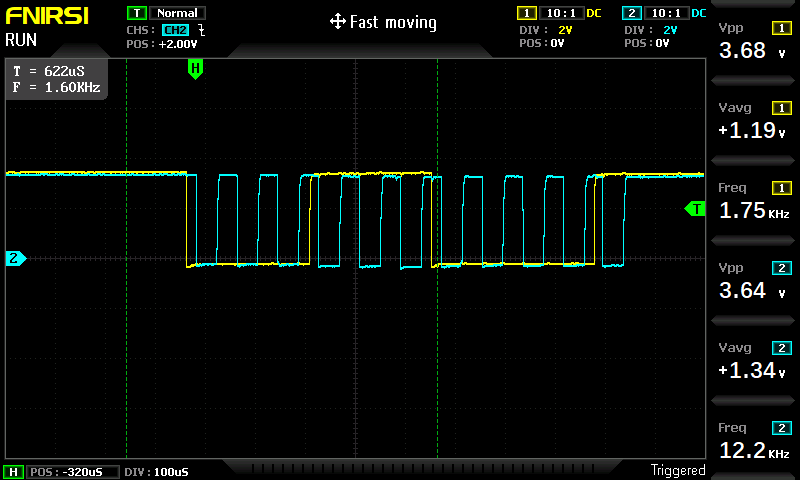 FNIRSI
RUN
T Normal
CHS: CH2
POS: +2.00V
Fast moving
1 10:1 DC
DIV: 2V
POS: 0V
2 10:1 DC
DIV: 2V
POS: 0V
T = 622uS
F = 1.60KHz
H
T
2
Vpp 1
3.68 v
Vavg 1
+1.19 v
Freq 1
1.75 KHz
Vpp 2
3.64 v
Vavg 2
+1.34 v
Freq 2
12.2 KHz
H POS: -320uS DIV: 100uS
Triggered